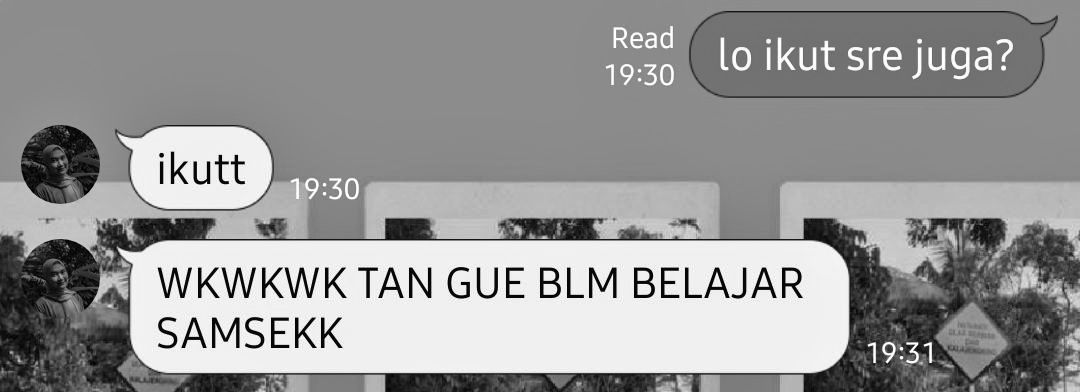 Read
19:30
lo ikut sre juga?
ikutt
19:30
WKWKWK TAN GUE BLM BELAJAR
SAMSEKK
19:31